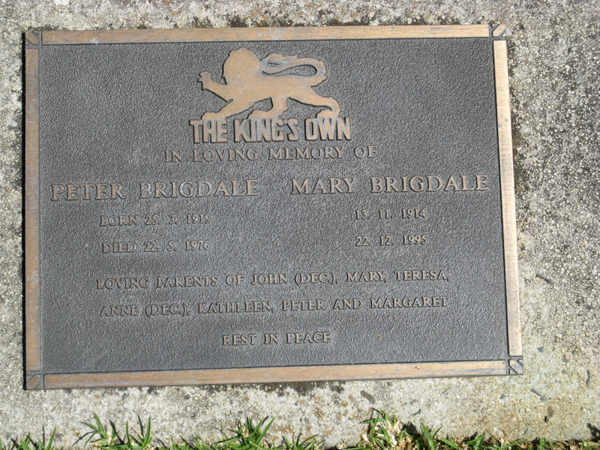 THE KING'S OWN
IN LOVING MEMORY OF
PETER BRIGDALE MARY BRIGDALE
BORN 25. 3. 1915 13. 11. 1914
DIED 22. 5. 1976 22. 12. 1995
LOVING PARENTS OF JOHN (DEC.), MARY, TERESA,
ANNE (DEC.), KATHLEEN, PETER AND MARGARET
REST IN PEACE